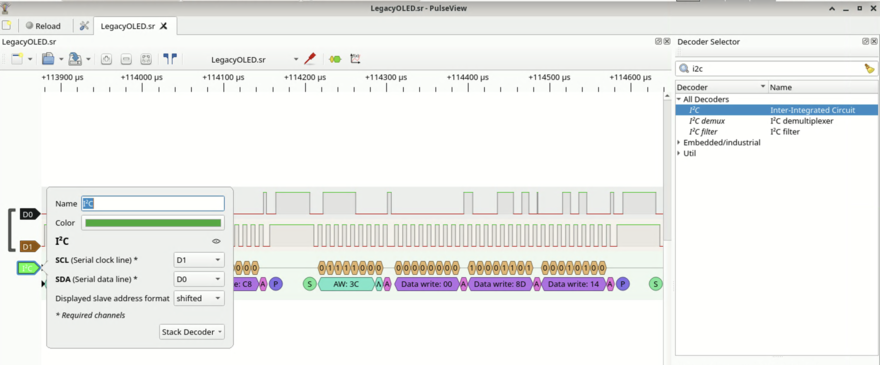 LegacyOLED.sr - PulseView
Reload
LegacyOLED.sr
LegacyOLED.sr
Decoder Selector
LegacyOLED.sr
i2c
+113900 µs +114000 µs +114100 µs +114200 µs +114300 µs +114400 µs +114500 µs +114600 µs
Decoder Name
All Decoders
I²C Inter-Integrated Circuit
I²C demux I²C demultiplexer
I²C filter I²C filter
Embedded/industrial
Util
Name I²C
D0
Color
I²C
D1
SCL (Serial clock line) * D1
I²C
0 0 0 0 1 1 1 1 0 0 0 0 0 0 0 0 0 0 0 1 0 0 0 1 1 0 1 0 0 0 1 0 1 0 0
SDA (Serial data line) * D0
e: C8 A P S AW: 3C A Data write: 00 A Data write: 8D A Data write: 14 A P S
Displayed slave address format shifted
* Required channels
Stack Decoder